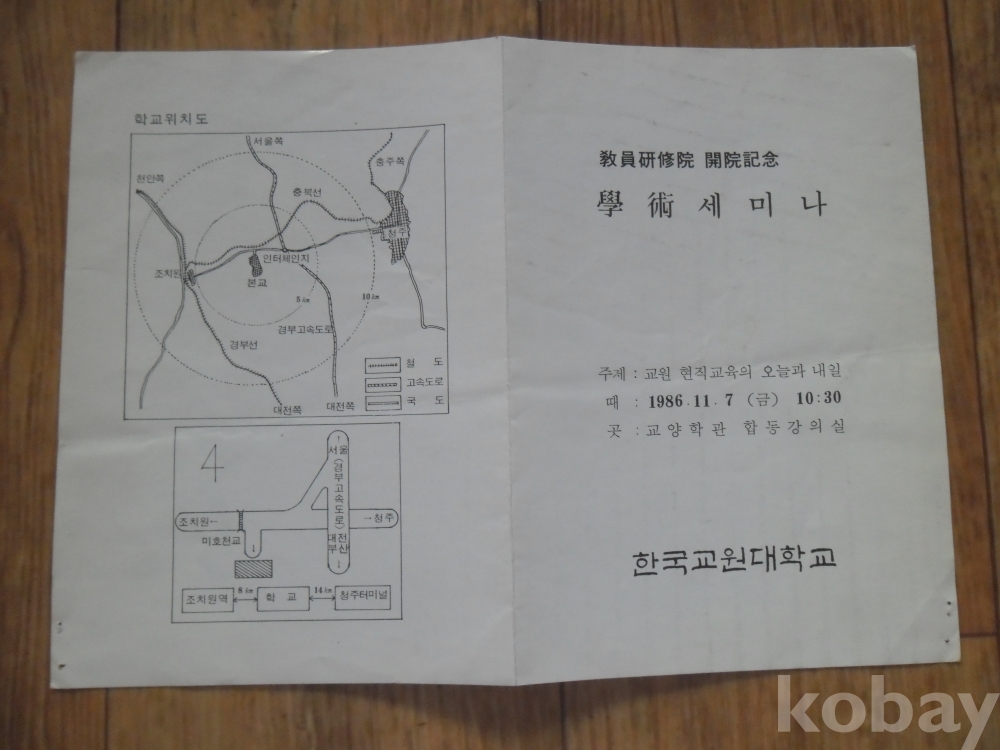 학교위치도
서울쪽
충주쪽
천안쪽
충북선
청주
조치원
인터체인지
본교
5㎞
10㎞
경부고속도로
경부선
철 도
고속도로
국 도
대전쪽
대전쪽
4
↑
서울
(경부고속도로)
조치원←
→청주
미호천교
대전
부산
↓
↓
조치원역
8㎞
학 교
14㎞
청주터미널
敎員硏修院 開院記念
學術세미나
주제 : 교원 현직교육의 오늘과 내일
때 : 1986.11.7 (금) 10:30
곳 : 교양학관 합동강의실
한국교원대학교
kobay